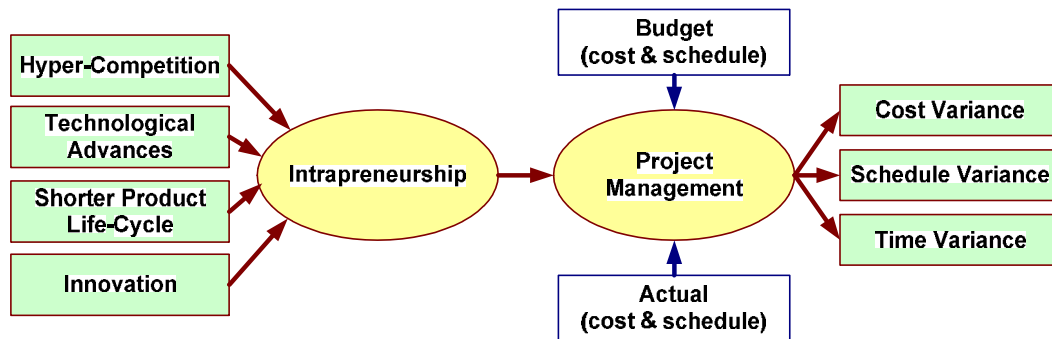 Hyper-Competition
Technological
Advances
Shorter Product
Life-Cycle
Innovation
Intrapreneurship
Budget
(cost & schedule)
Project
Management
Actual
(cost & schedule)
Cost Variance
Schedule Variance
Time Variance